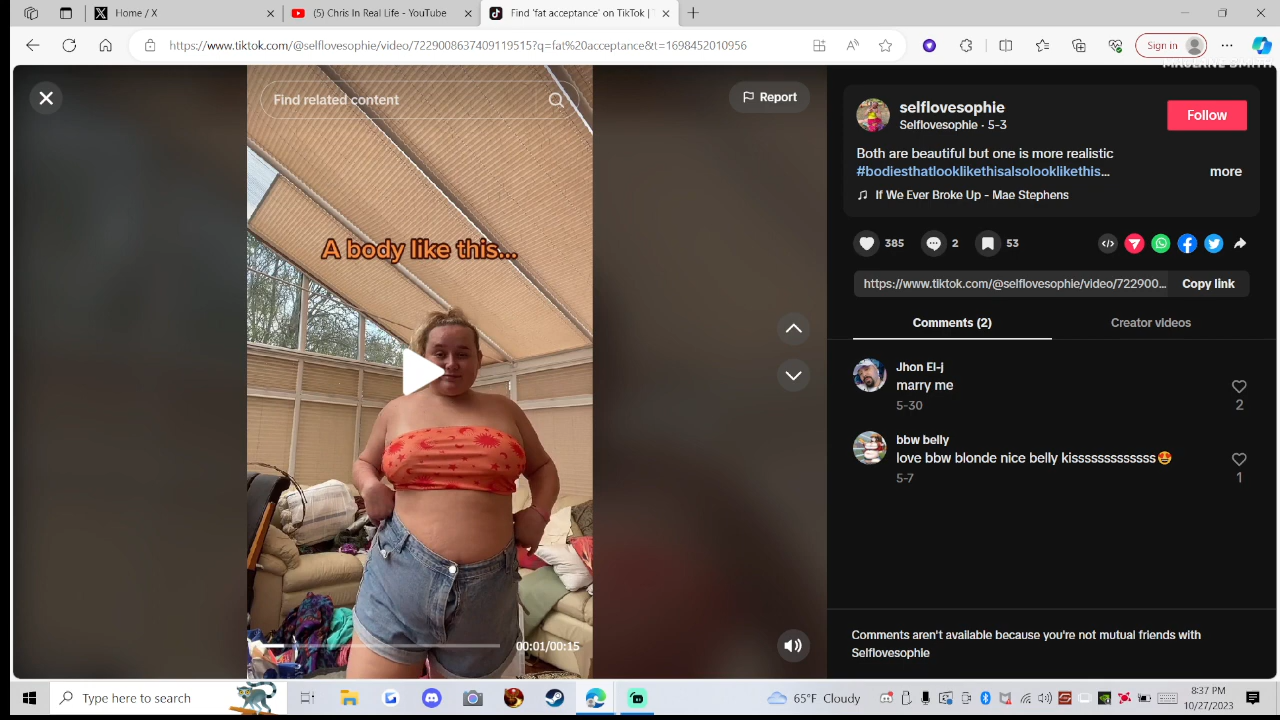 Home / X
(5) Chris In Real Life - YouTube
Find 'fat acceptance' on TikTok |
https://www.tiktok.com/@selflovesophie/video/7229008637409119515?q=fat%20acceptance&t=1698452010956
Sign in
Find related content
Report
A body like this...
00:01/00:15
selflovesophie
Selflovesophie · 5-3
Follow
Both are beautiful but one is more realistic
#bodiesthatlooklikethisalsolooklikethis...
more
If We Ever Broke Up - Mae Stephens
385
2
53
https://www.tiktok.com/@selflovesophie/video/722900...
Copy link
Comments (2)
Creator videos
Jhon El-j
marry me
5-30
2
bbw belly
love bbw blonde nice belly kissssssssssss🤩
5-7
1
Comments aren't available because you're not mutual friends with
Selflovesophie
Type here to search
65°F Cloudy
8:37 PM
10/27/2023